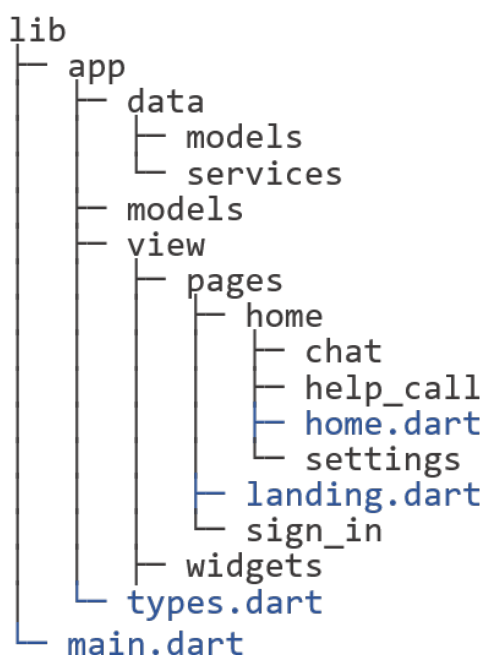 lib
app
data
models
services
models
view
pages
home
chat
help_call
home.dart
settings
landing.dart
sign_in
widgets
types.dart
main.dart